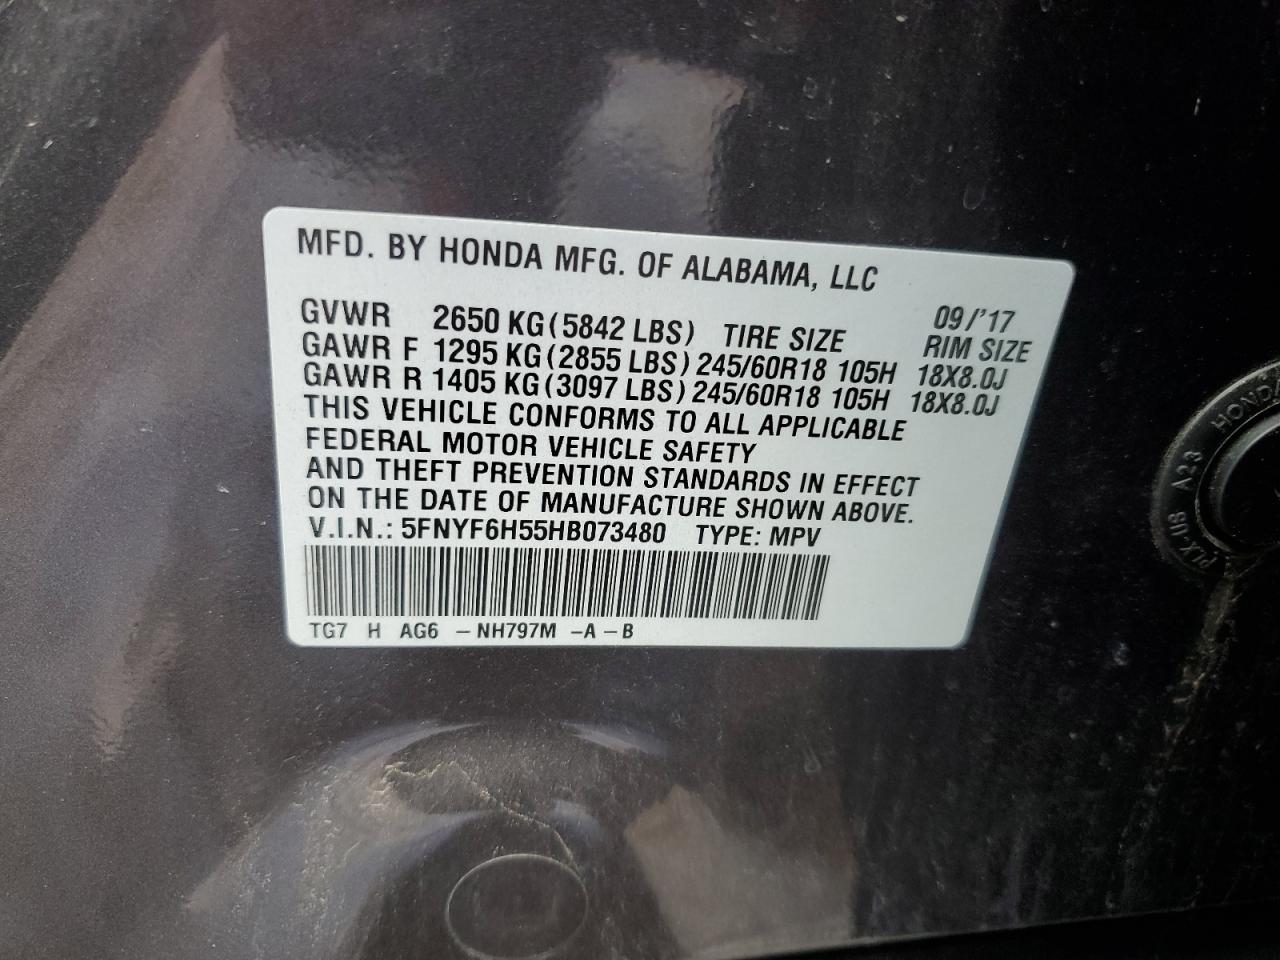 MFD. BY HONDA MFG. OF ALABAMA, LLC
09/'17
GVWR 2650 KG(5842 LBS) TIRE SIZE RIM SIZE
GAWR F 1295 KG(2855 LBS) 245/60R18 105H 18X8.0J
GAWR R 1405 KG(3097 LBS) 245/60R18 105H 18X8.0J
THIS VEHICLE CONFORMS TO ALL APPLICABLE
FEDERAL MOTOR VEHICLE SAFETY
AND THEFT PREVENTION STANDARDS IN EFFECT
ON THE DATE OF MANUFACTURE SHOWN ABOVE.
V.I.N.: 5FNYF6H55HB073480 TYPE: MPV
TG7 H AG6 -NH797M -A-B
HONDA
A23